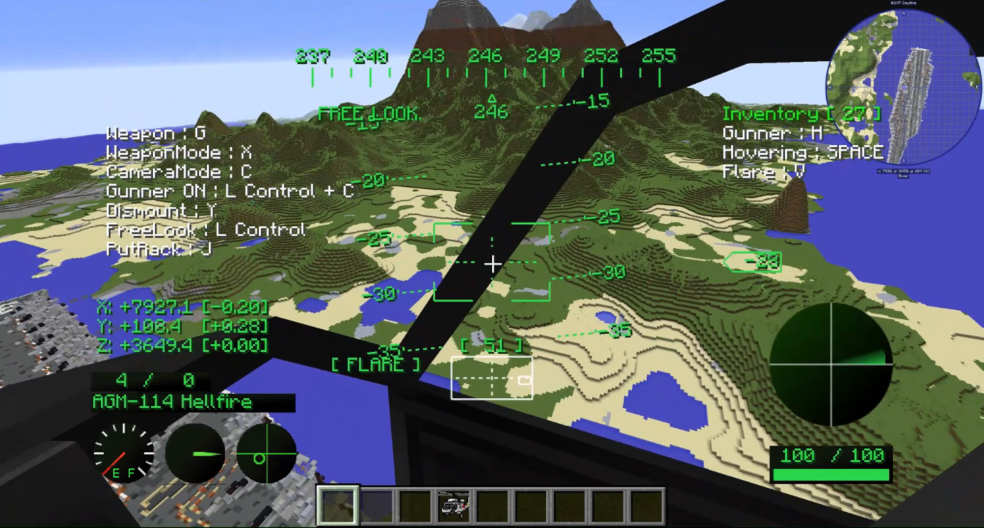 237 240 243 246 249 252 255
FREE LOOK
246
-15 -15
-20 -20
-25 -25
-30 -30
-35 -35
-28
Weapon : G
WeaponMode : X
CameraMode : C
Gunner ON : L Control + C
Dismount : Y
FreeLook : L Control
PutRack : J
Inventory [ 27 ]
Gunner : H
Hovering : SPACE
Flare : V
X: +7927.1 [-0.20]
Y: +108.4 [+0.28]
Z: +3649.4 [+0.00]
[ 51 ]
[ FLARE ]
4 / 0
AGM-114 Hellfire
E F
100 / 100